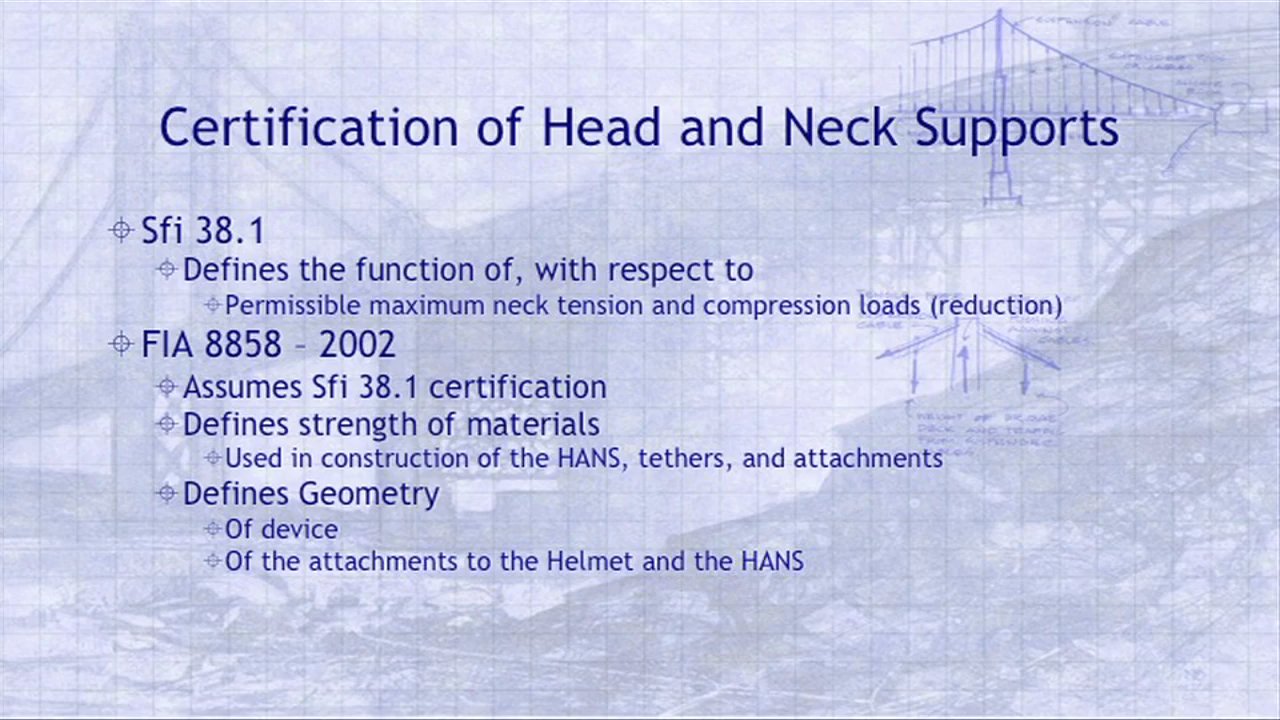 Certification of Head and Neck Supports
Sfi 38.1
Defines the function of, with respect to
Permissible maximum neck tension and compression loads (reduction)
FIA 8858 – 2002
Assumes Sfi 38.1 certification
Defines strength of materials
Used in construction of the HANS, tethers, and attachments
Defines Geometry
Of device
Of the attachments to the Helmet and the HANS